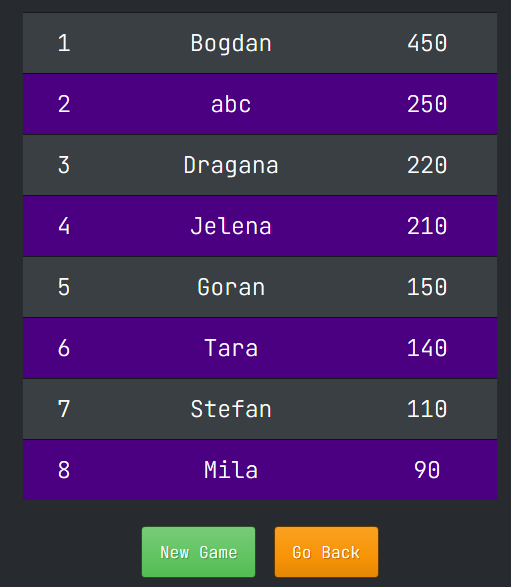 1 Bogdan 450
2 abc 250
3 Dragana 220
4 Jelena 210
5 Goran 150
6 Tara 140
7 Stefan 110
8 Mila 90
New Game Go Back